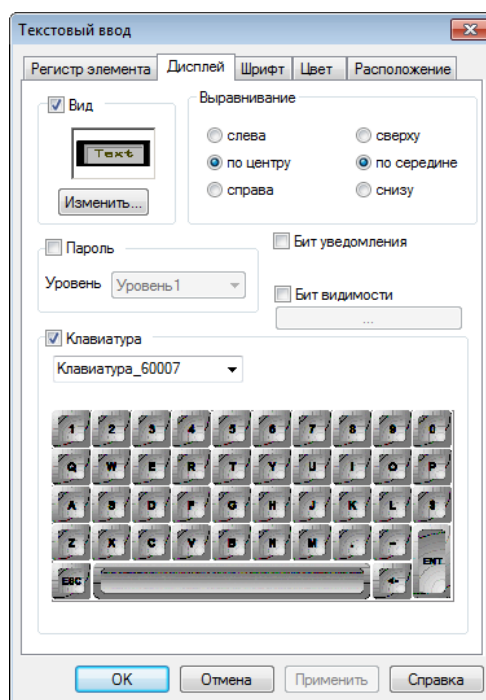 Текстовый ввод
Регистр элемента Дисплей Шрифт Цвет Расположение
Вид
Text
Изменить...
Выравнивание
слева сверху
по центру по середине
справа снизу
Пароль
Уровень Уровень1
Бит уведомления
Бит видимости
...
Клавиатура
Клавиатура_60007
1 2 3 4 5 6 7 8 9 0
Q W E R T Y U I O P
A S D F G H J K L $
Z X C V B N M . -
ENT
ESC <-
OK Отмена Применить Справка